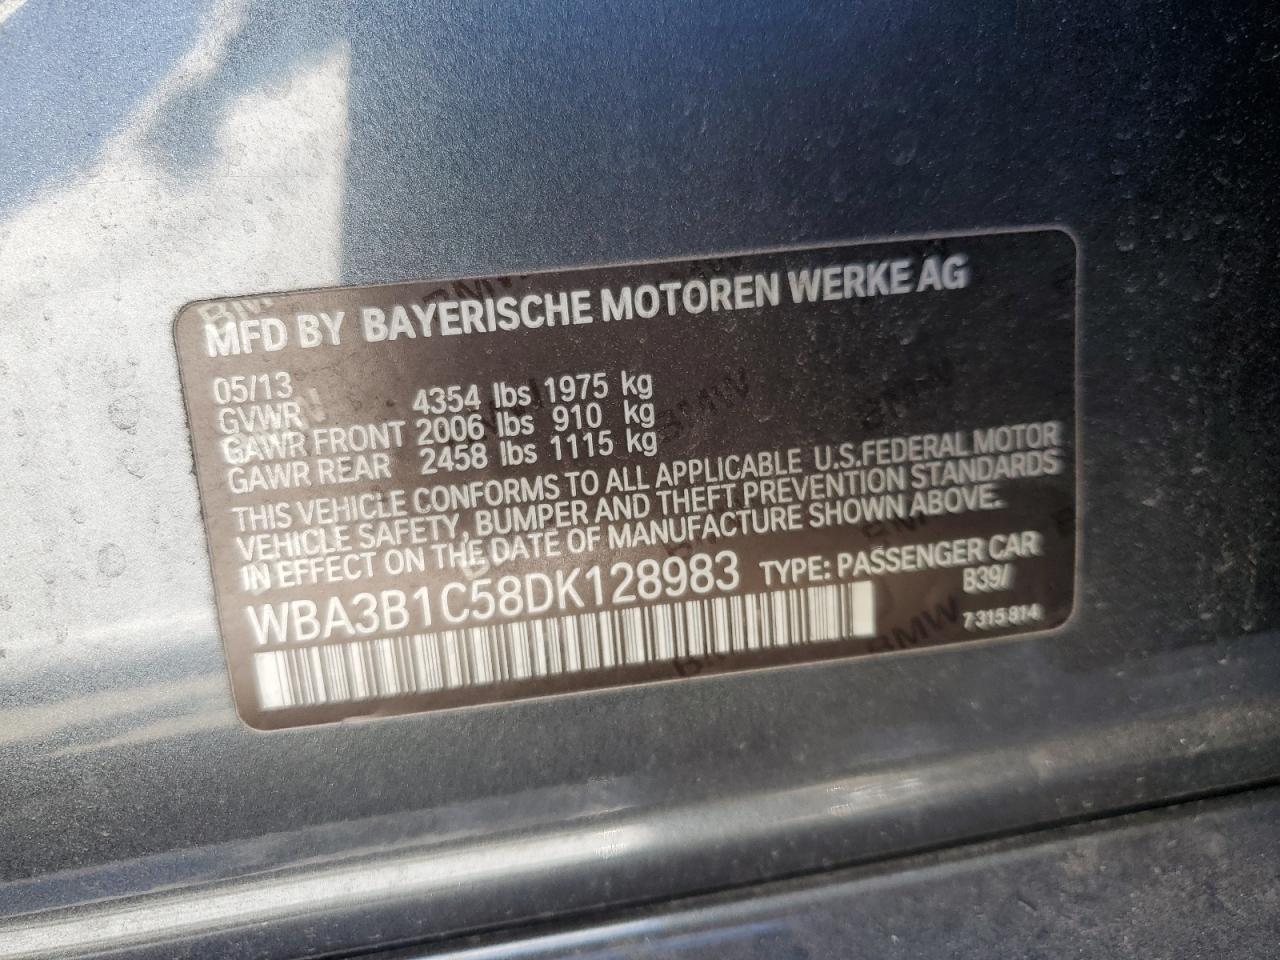 MFD BY BAYERISCHE MOTOREN WERKE AG
05/13
GVWR 4354 lbs 1975 kg
GAWR FRONT 2006 lbs 910 kg
GAWR REAR 2458 lbs 1115 kg
THIS VEHICLE CONFORMS TO ALL APPLICABLE U.S.FEDERAL MOTOR
VEHICLE SAFETY, BUMPER AND THEFT PREVENTION STANDARDS
IN EFFECT ON THE DATE OF MANUFACTURE SHOWN ABOVE.
WBA3B1C58DK128983 TYPE: PASSENGER CAR
B39/
7 315 814